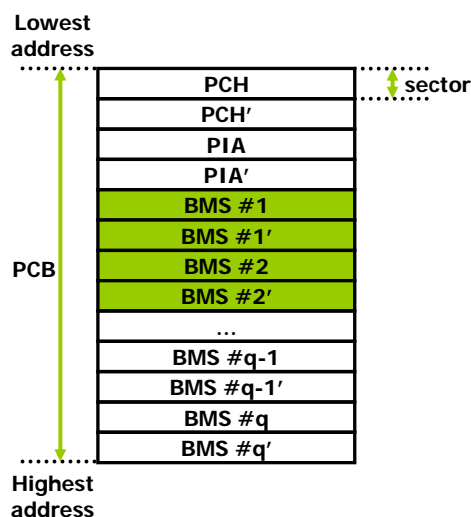 Lowest
address
PCH
sector
PCH’
PIA
PIA’
BMS #1
BMS #1’
PCB
BMS #2
BMS #2’
...
BMS #q-1
BMS #q-1’
BMS #q
BMS #q’
Highest
address